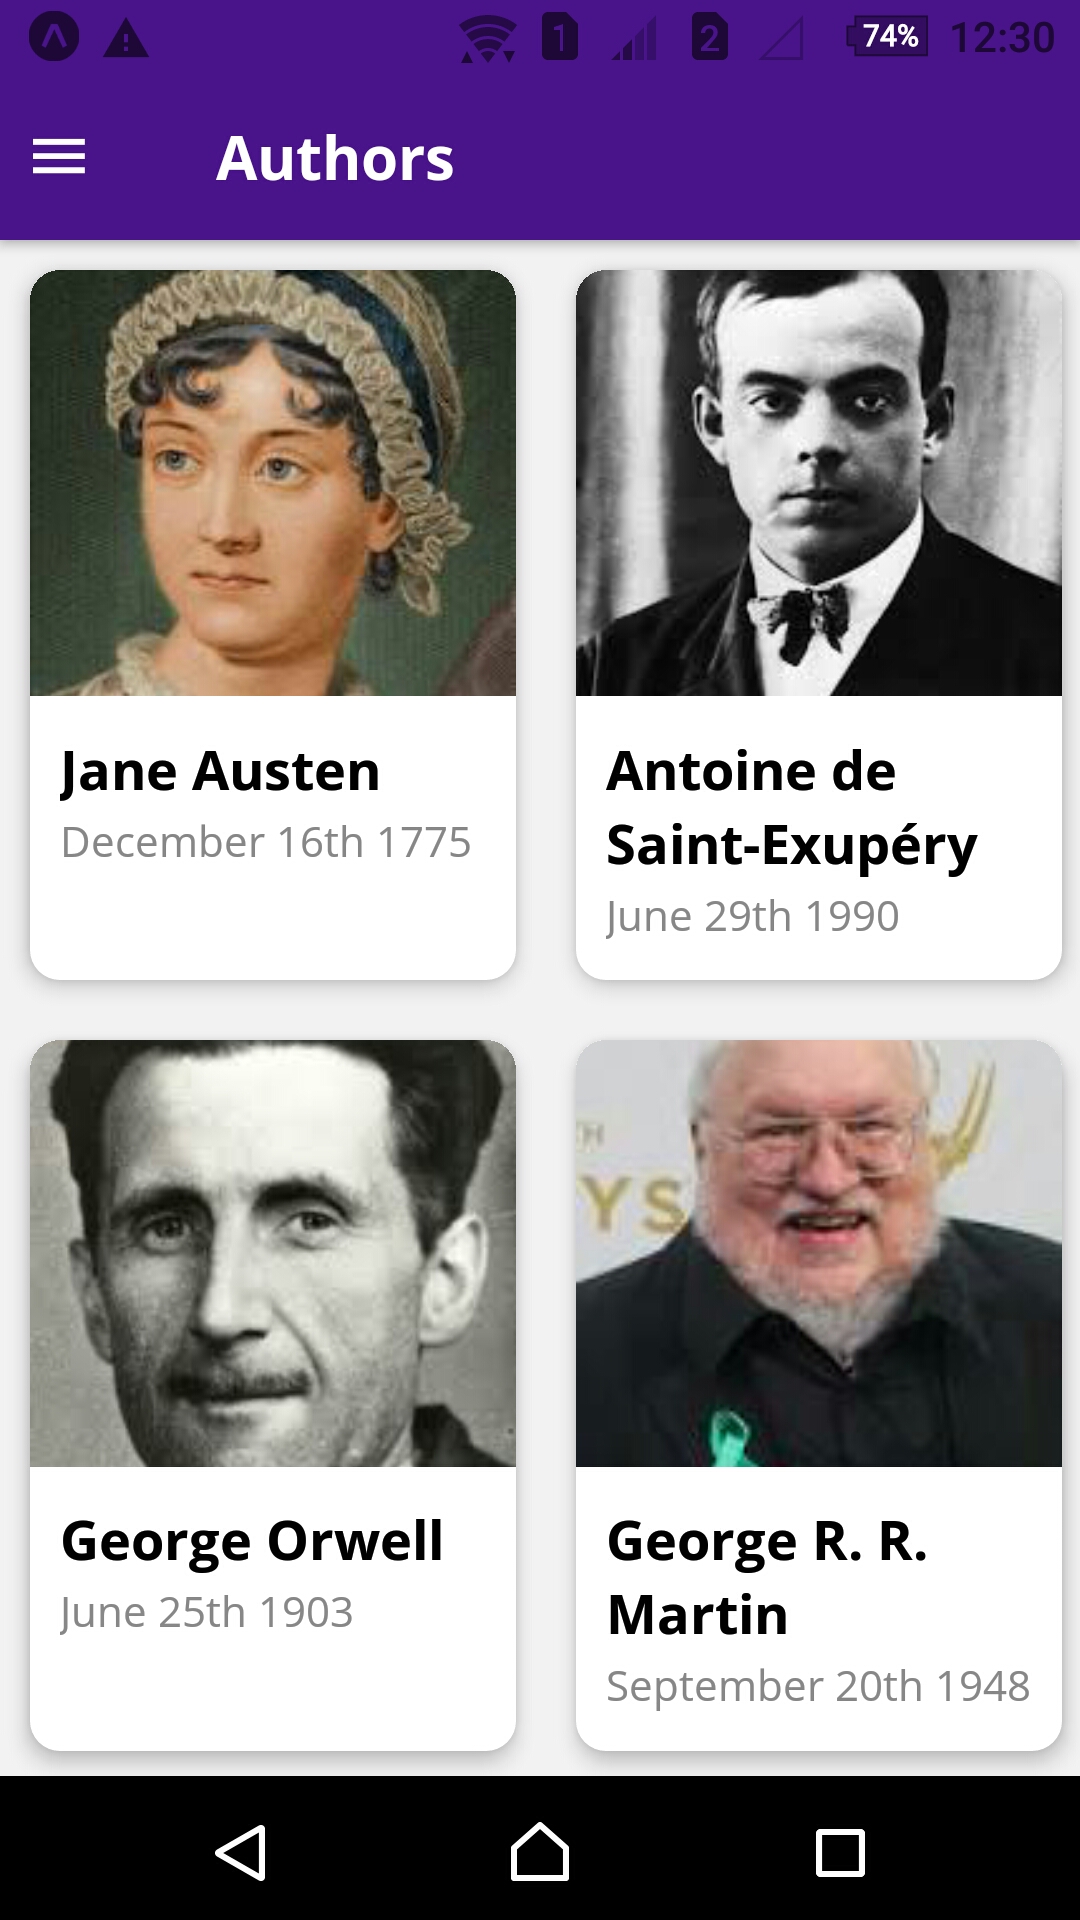 1 2 74% 12:30
Authors
Jane Austen
December 16th 1775
Antoine de
Saint-Exupéry
June 29th 1990
H
YS
George Orwell
June 25th 1903
George R. R.
Martin
September 20th 1948